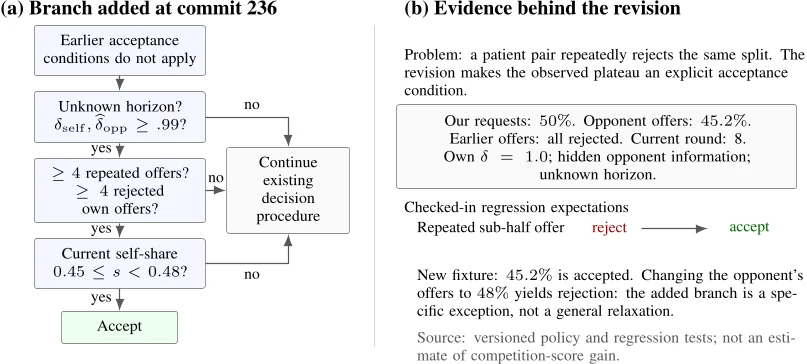 (a) Branch added at commit 236
Earlier acceptance
conditions do not apply
Unknown horizon?
δ_self, δ̂_opp ≥ .99?
no
yes
≥ 4 repeated offers?
≥ 4 rejected
own offers?
no
yes
Current self-share
0.45 ≤ s < 0.48?
no
yes
Accept
Continue
existing
decision
procedure
(b) Evidence behind the revision
Problem: a patient pair repeatedly rejects the same split. The
revision makes the observed plateau an explicit acceptance
condition.
Our requests: 50%. Opponent offers: 45.2%.
Earlier offers: all rejected. Current round: 8.
Own δ = 1.0; hidden opponent information;
unknown horizon.
Checked-in regression expectations
Repeated sub-half offer reject accept
New fixture: 45.2% is accepted. Changing the opponent's
offers to 48% yields rejection: the added branch is a spe-
cific exception, not a general relaxation.
Source: versioned policy and regression tests; not an esti-
mate of competition-score gain.